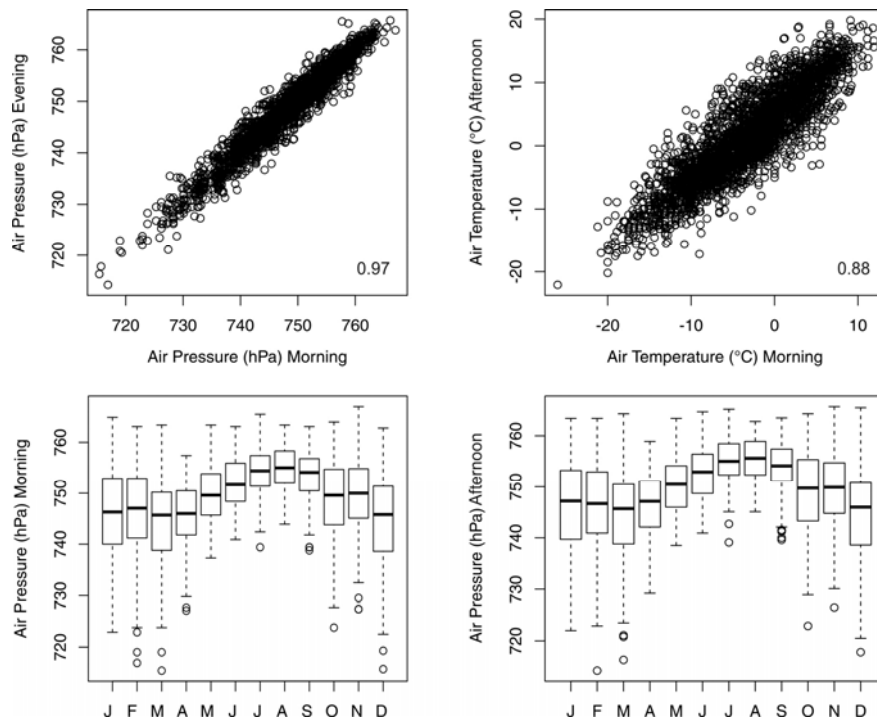 Air Pressure (hPa) Evening
760
750
740
730
720
0.97
720 730 740 750 760
Air Pressure (hPa) Morning
Air Temperature (°C) Afternoon
20
10
0
-10
-20
0.88
-20 -10 0 10
Air Temperature (°C) Morning
Air Pressure (hPa) Morning
760
750
740
730
720
J F M A M J J A S O N D
Air Pressure (hPa) Afternoon
760
750
740
730
720
J F M A M J J A S O N D